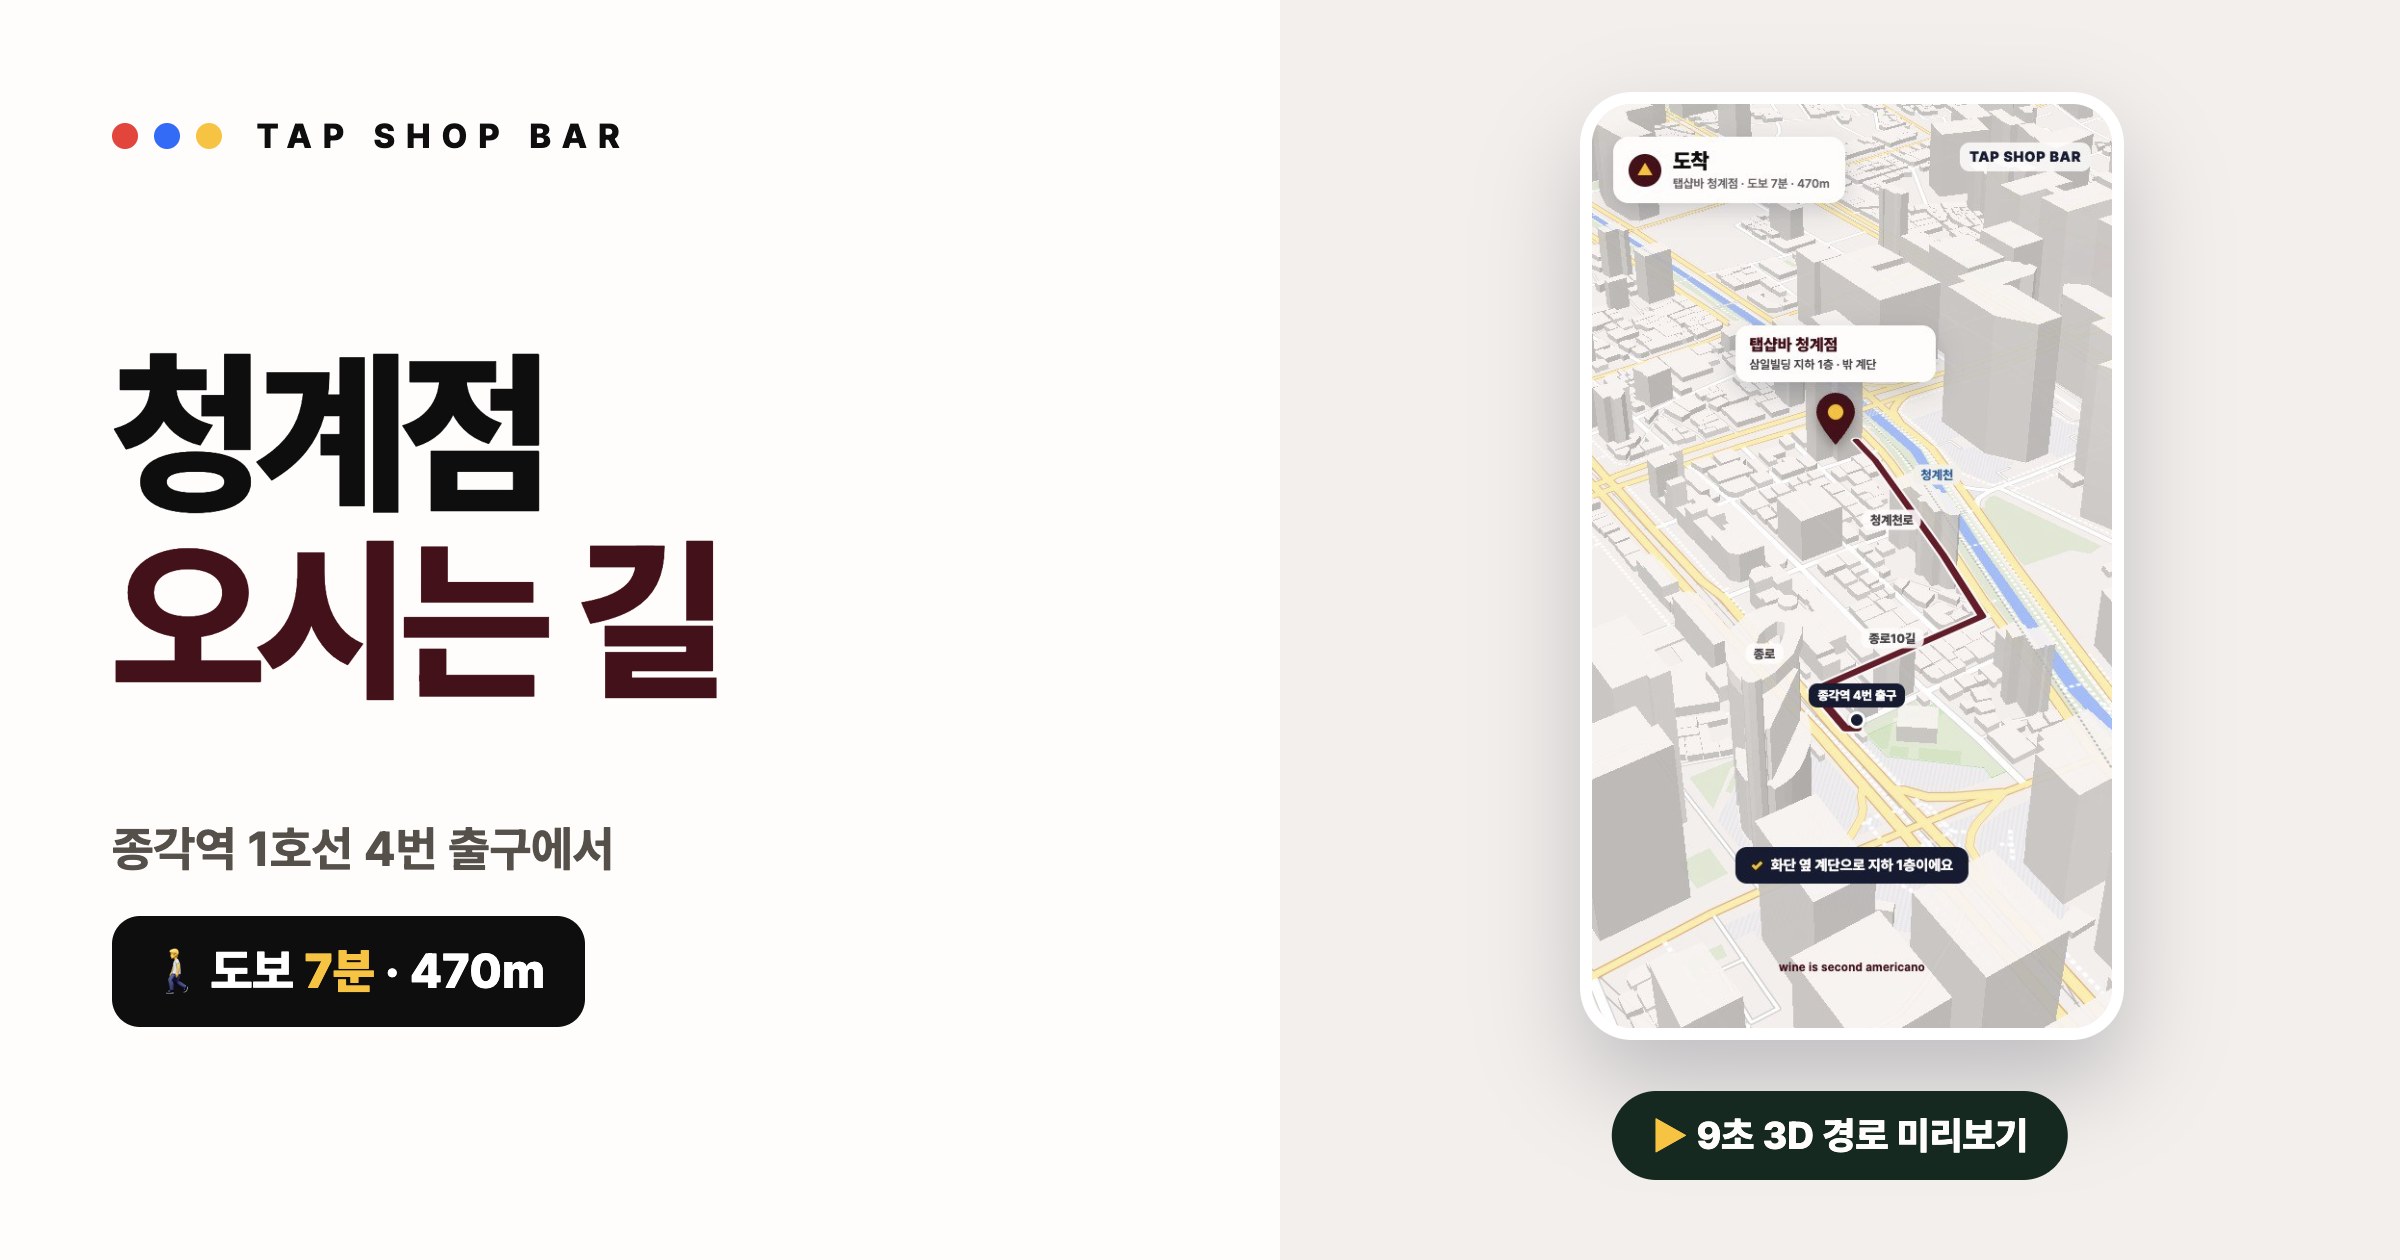 TAP SHOP BAR
청계점
오시는 길
종각역 1호선 4번 출구에서
도보 7분 · 470m
도착
탭샵바 청계점 · 도보 7분 · 470m
TAP SHOP BAR
탭샵바 청계점
삼일빌딩 지하 1층 · 밖 계단
청계천
청계천로
종로10길
종로
종각역 4번 출구
화단 옆 계단으로 지하 1층이에요
wine is second americano
9초 3D 경로 미리보기